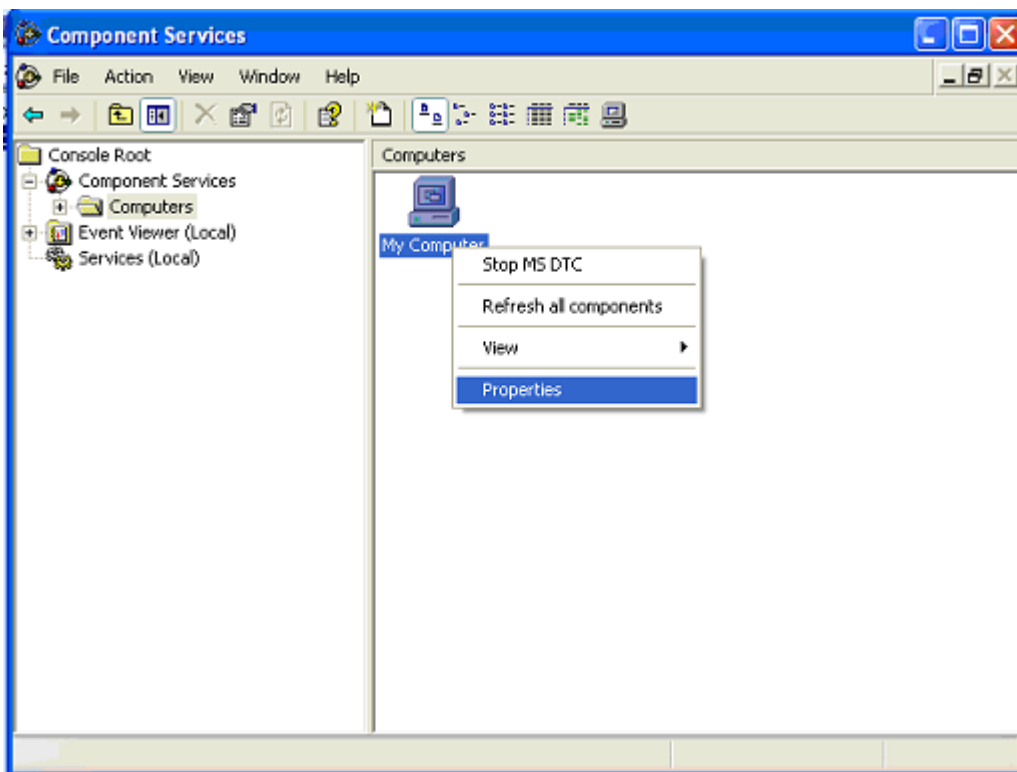 Component Services
File Action View Window Help
Console Root
Component Services
Computers
Event Viewer (Local)
Services (Local)
Computers
My Computer
Stop MS DTC
Refresh all components
View
Properties